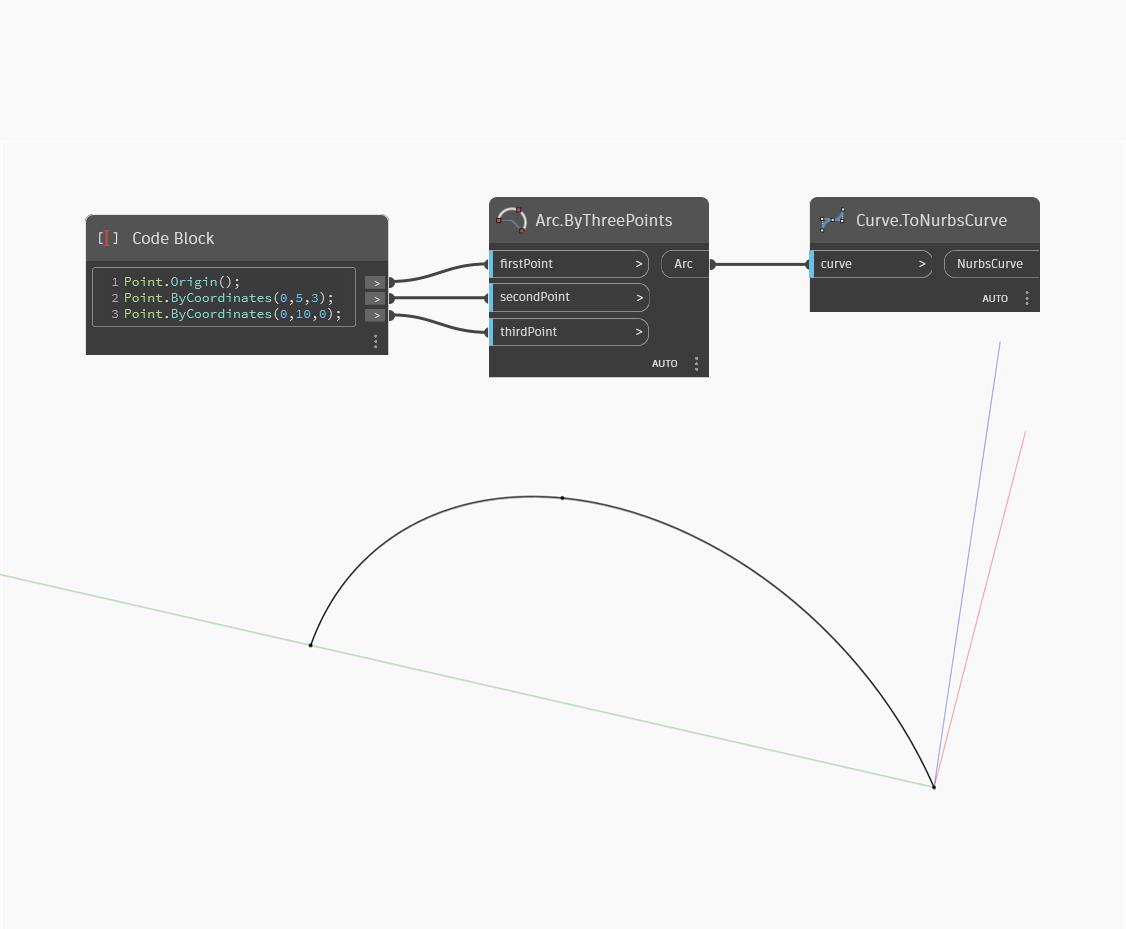 Code Block
1 Point.Origin();
2 Point.ByCoordinates(0,5,3);
3 Point.ByCoordinates(0,10,0);
>
>
>
Arc.ByThreePoints
firstPoint > Arc
secondPoint >
thirdPoint >
AUTO
Curve.ToNurbsCurve
curve > NurbsCurve
AUTO